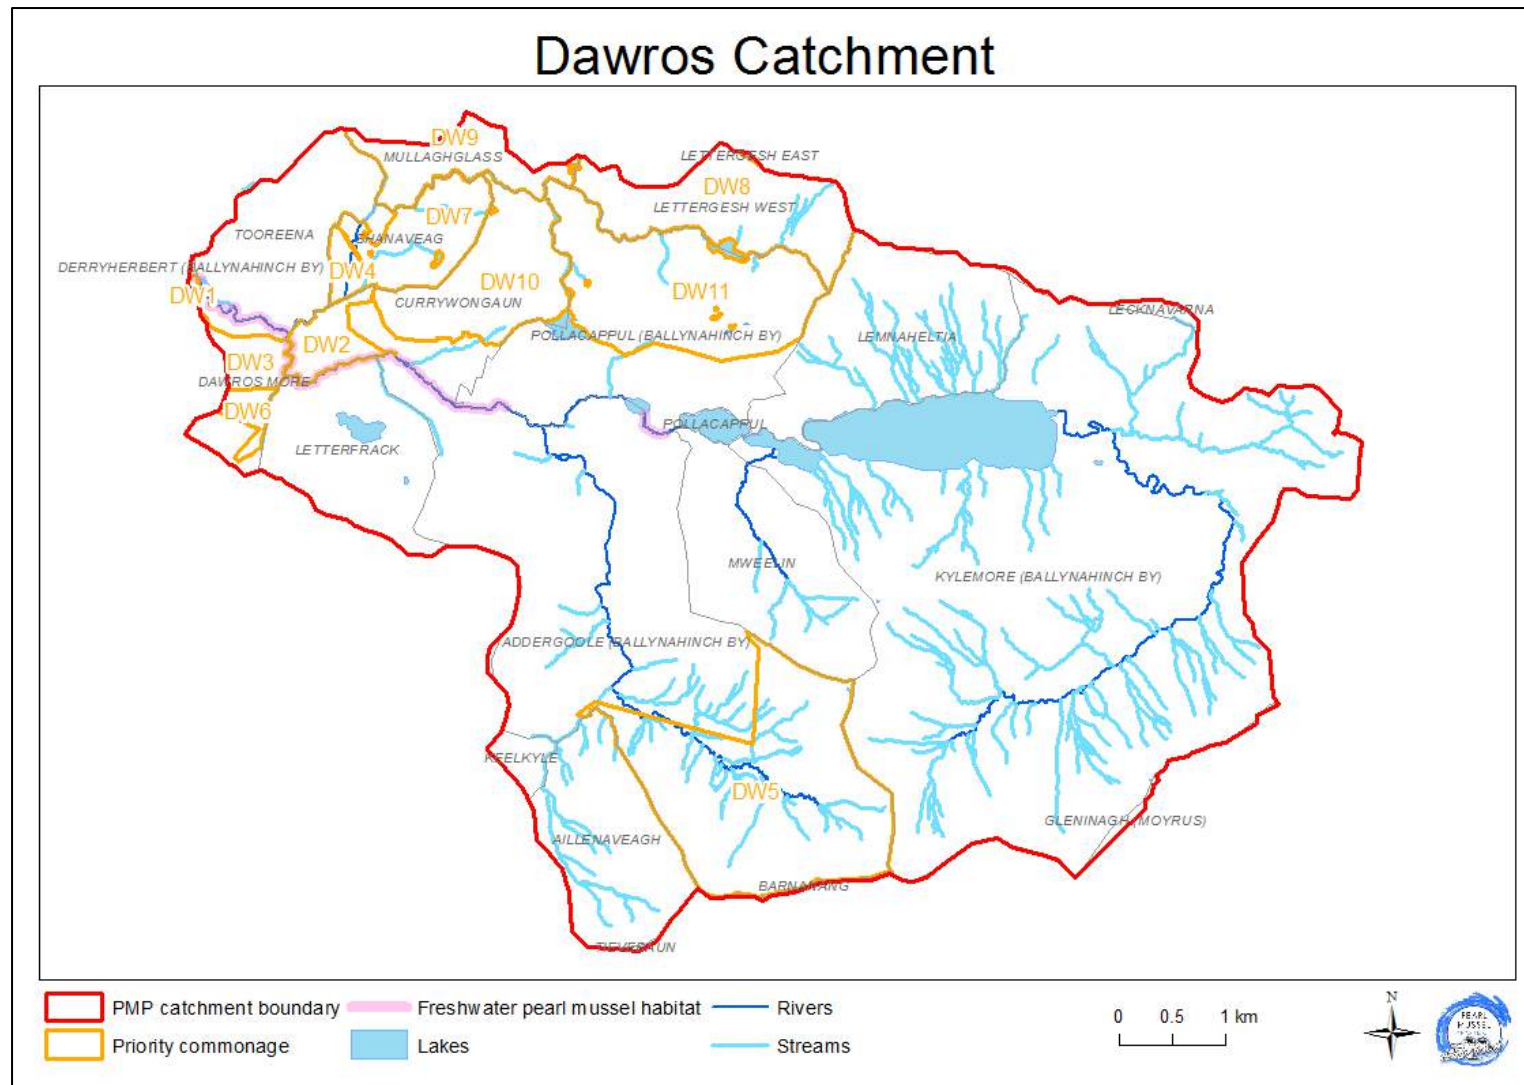 Dawros Catchment
DW9
MULLAGHGLASS
LETTERGESH EAST
DW8
LETTERGESH WEST
DW7
TOOREENA
SHANAVEAG
DERRYHERBERT (BALLYNAHINCH BY)
DW4
DW10
DW1
DW11
CURRYWONGAUN
LECKNAVARNA
POLLACAPPUL (BALLYNAHINCH BY)
LEMNAHELTIA
DW2
DW3
DAWROS MORE
DW6
POLLACAPPUL
LETTERFRACK
MWEELIN
KYLEMORE (BALLYNAHINCH BY)
ADDERGOOLE (BALLYNAHINCH BY)
KEELKYLE
DW5
GLENINAGH (MOYRUS)
AILLENAVEAGH
BARNAVANG
PMP catchment boundary
Freshwater pearl mussel habitat
Rivers
Priority commonage
Lakes
Streams
0 0.5 1 km
N
PEARL
MUSSEL